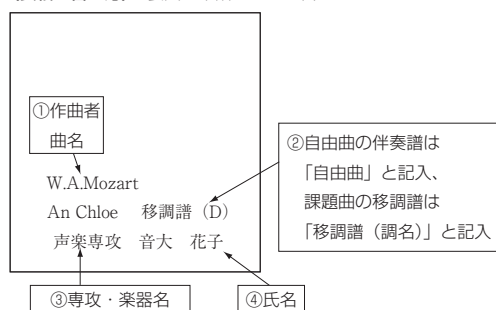 ①作曲者
曲名
W.A.Mozart
An Chloe 移調譜（D）
声楽専攻 音大 花子
②自由曲の伴奏譜は
「自由曲」と記入、
課題曲の移調譜は
「移調譜（調名）」と記入
③専攻・楽器名
④氏名